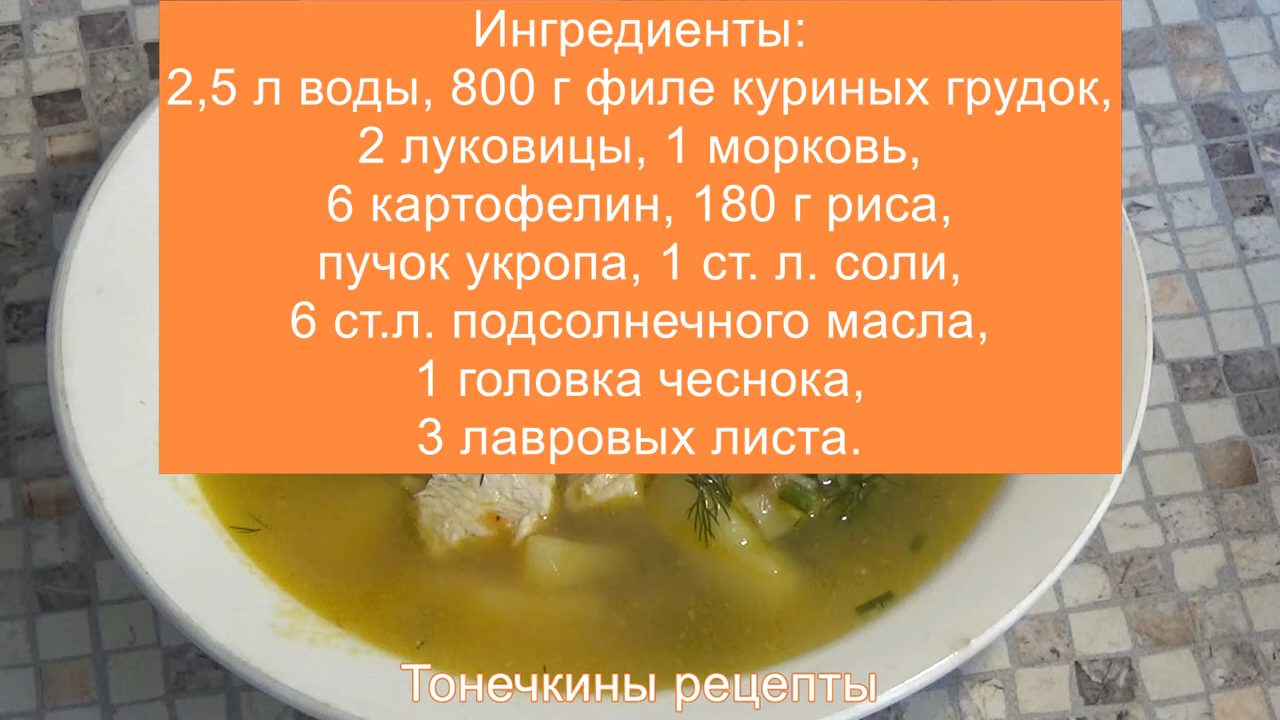 Ингредиенты:
2,5 л воды, 800 г филе куриных грудок,
2 луковицы, 1 морковь,
6 картофелин, 180 г риса,
пучок укропа, 1 ст. л. соли,
6 ст.л. подсолнечного масла,
1 головка чеснока,
3 лавровых листа.
Тонечкины рецепты